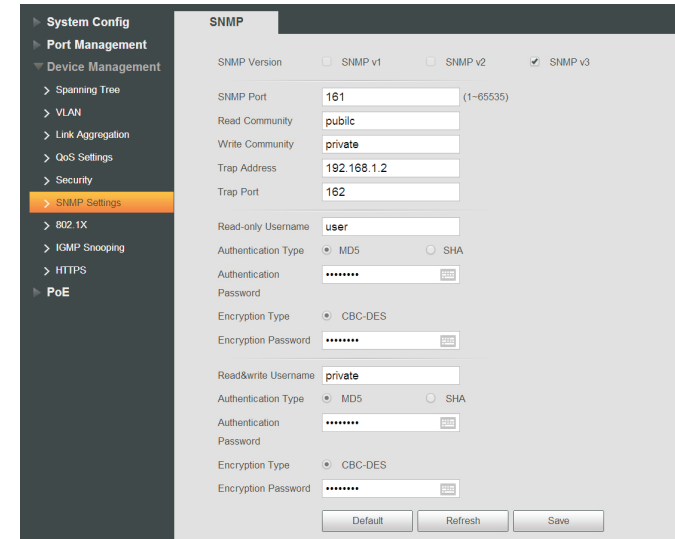 System Config
Port Management
Device Management
Spanning Tree
VLAN
Link Aggregation
QoS Settings
Security
SNMP Settings
802.1X
IGMP Snooping
HTTPS
PoE
SNMP
SNMP Version SNMP v1 SNMP v2 SNMP v3
SNMP Port 161 (1~65535)
Read Community pubilc
Write Community private
Trap Address 192.168.1.2
Trap Port 162
Read-only Username user
Authentication Type MD5 SHA
Authentication Password ••••••••
Encryption Type CBC-DES
Encryption Password ••••••••
Read&write Username private
Authentication Type MD5 SHA
Authentication Password ••••••••
Encryption Type CBC-DES
Encryption Password ••••••••
Default Refresh Save